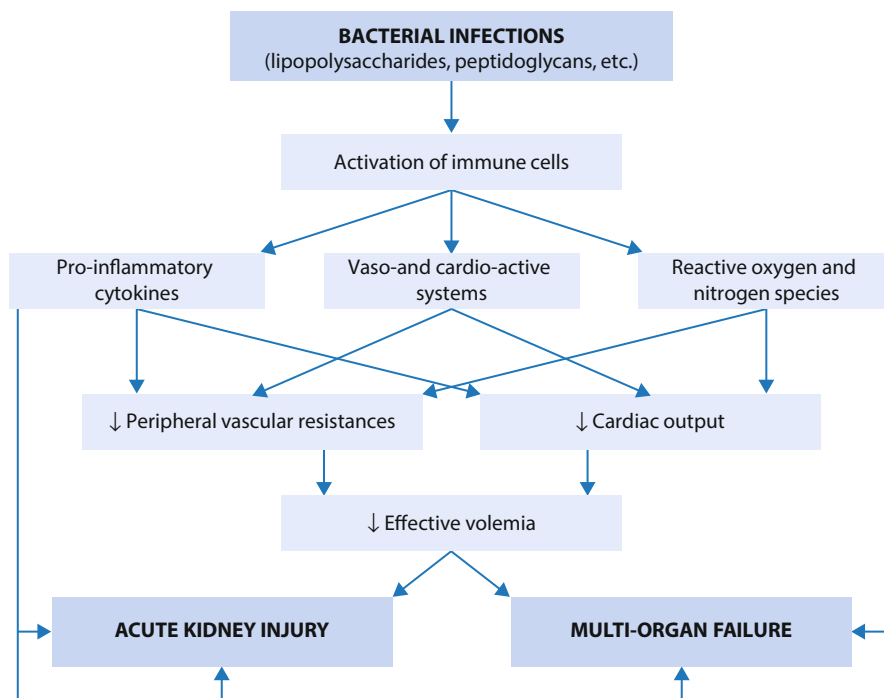 BACTERIAL INFECTIONS
(lipopolysaccharides, peptidoglycans, etc.)
Activation of immune cells
Pro-inflammatory
cytokines
Vaso-and cardio-active
systems
Reactive oxygen and
nitrogen species
↓ Peripheral vascular resistances
↓ Cardiac output
↓ Effective volemia
ACUTE KIDNEY INJURY
MULTI-ORGAN FAILURE